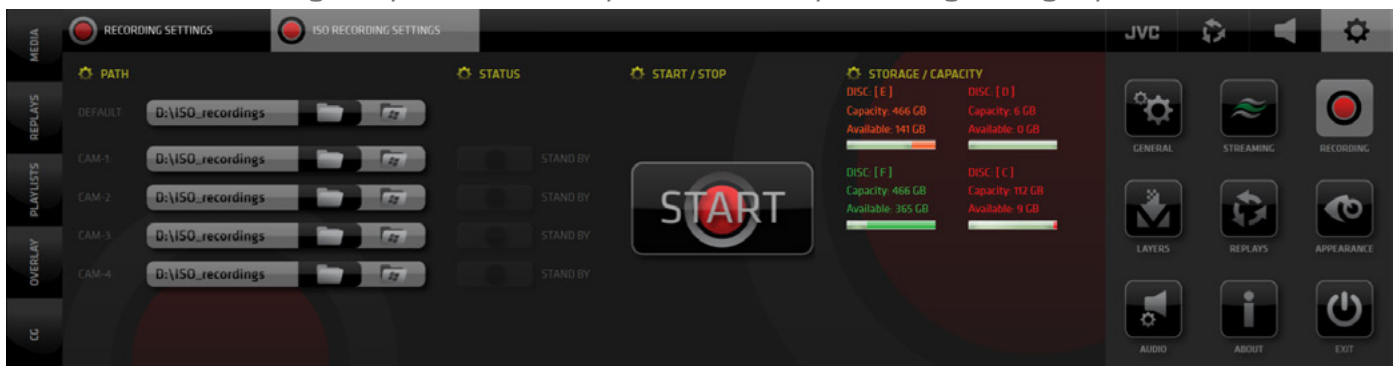 MEDIA
REPLAYS
PLAYLISTS
OVERLAY
CG
RECORDING SETTINGS
ISO RECORDING SETTINGS
JVC
PATH
STATUS
START / STOP
STORAGE / CAPACITY
DEFAULT
D:\ISO_recordings
CAM-1
D:\ISO_recordings
STAND BY
CAM-2
D:\ISO_recordings
STAND BY
CAM-3
D:\ISO_recordings
STAND BY
CAM-4
D:\ISO_recordings
STAND BY
START
DISC: [ E ]
Capacity: 466 GB
Available: 141 GB
DISC: [ D ]
Capacity: 6 GB
Available: 0 GB
DISC: [ F ]
Capacity: 466 GB
Available: 365 GB
DISC: [ C ]
Capacity: 112 GB
Available: 9 GB
GENERAL
STREAMING
RECORDING
LAYERS
REPLAYS
APPEARANCE
AUDIO
ABOUT
EXIT